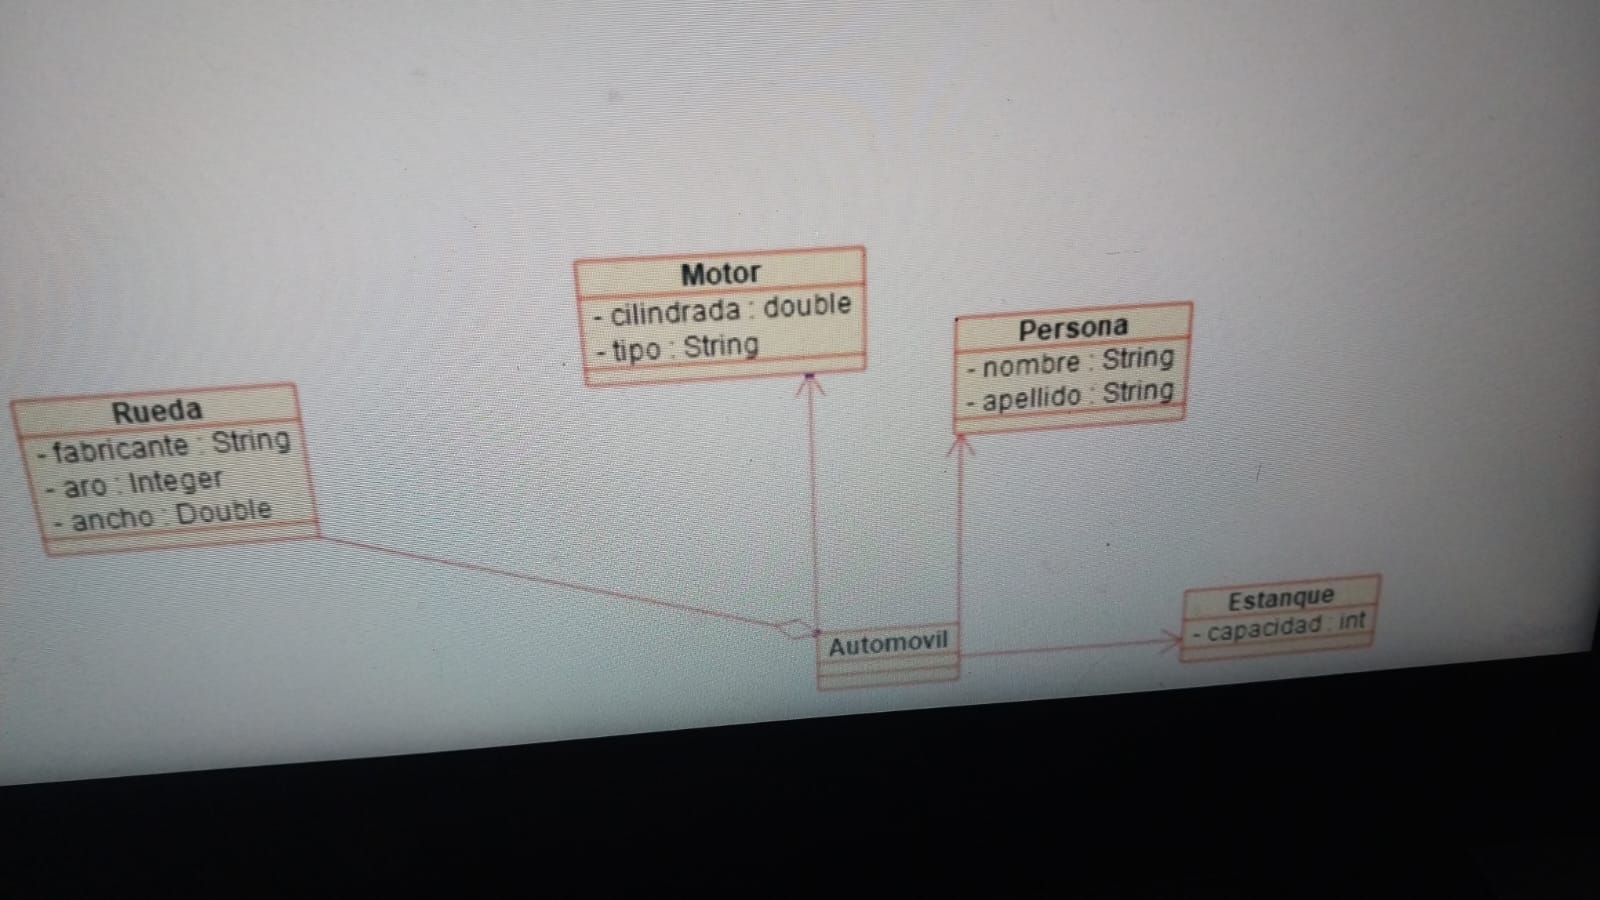 Motor
- cilindrada : double
- tipo : String
Persona
- nombre : String
- apellido : String
Rueda
- fabricante : String
- aro : Integer
- ancho : Double
Automovil
Estanque
- capacidad : int